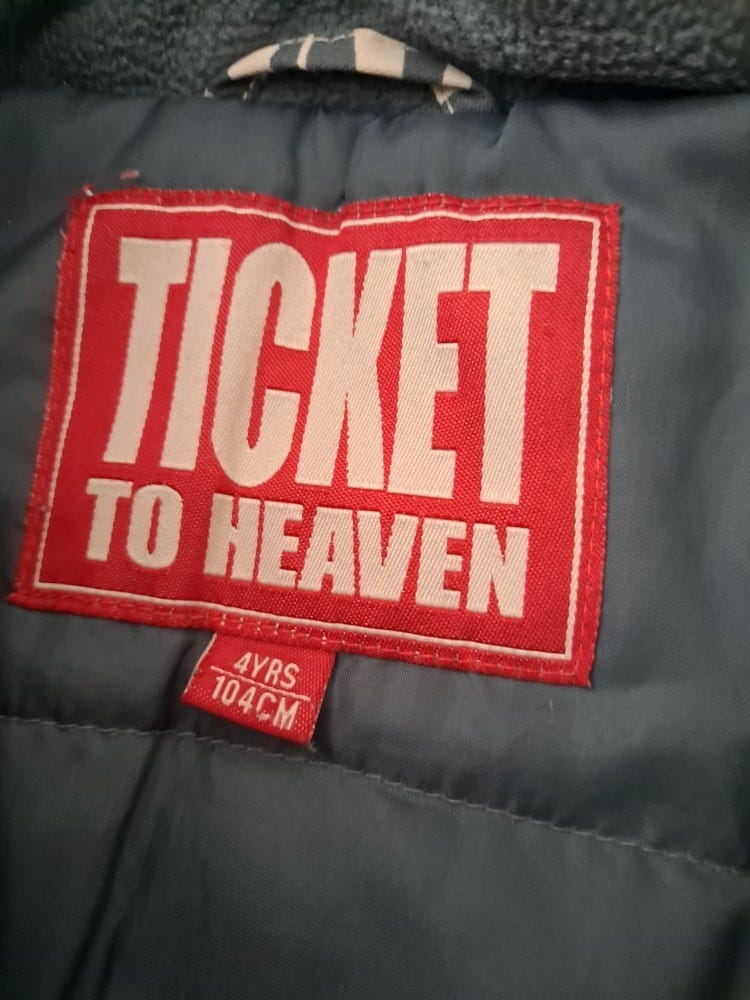 TICKET
TO HEAVEN
4YRS
104CM